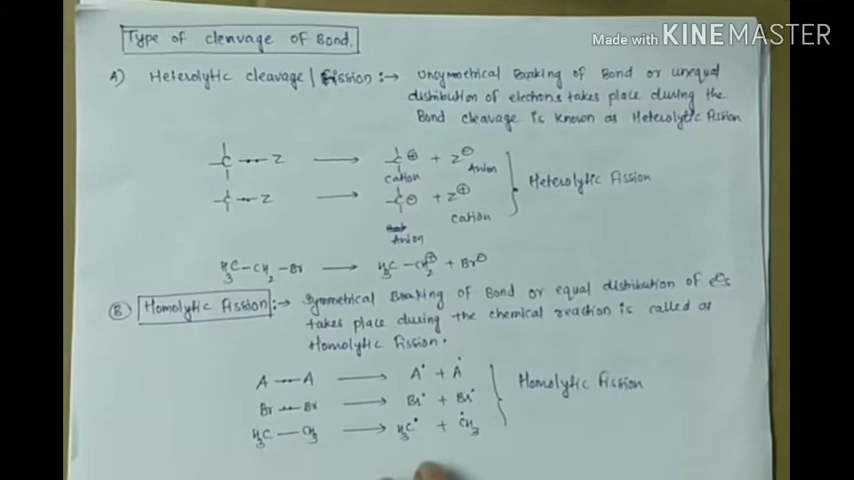 Made with KINEMASTER
Type of clenvage of Bond.
A) Heterolytic cleavage | Fission :→ Unsymmetrical Breaking of Bond or unequal
distribution of electrons takes place during the
Bond cleavage is known as Heterolytic Fission
-C-Z → -C⊕ + Z⊖
cation Anion
-C-Z → -C⊖ + Z⊕
Anion cation
Heterolytic Fission
H3C-CH2-Br → H3C-CH2⊕ + Br⊖
B) Homolytic Fission :→ Symmetrical Breaking of Bond or equal distribution of e⊖s
takes place during the chemical reaction is called as
Homolytic Fission.
A-A → A• + A•
Br-Br → Br• + Br•
H3C-CH3 → H3C• + •CH3
Homolytic Fission